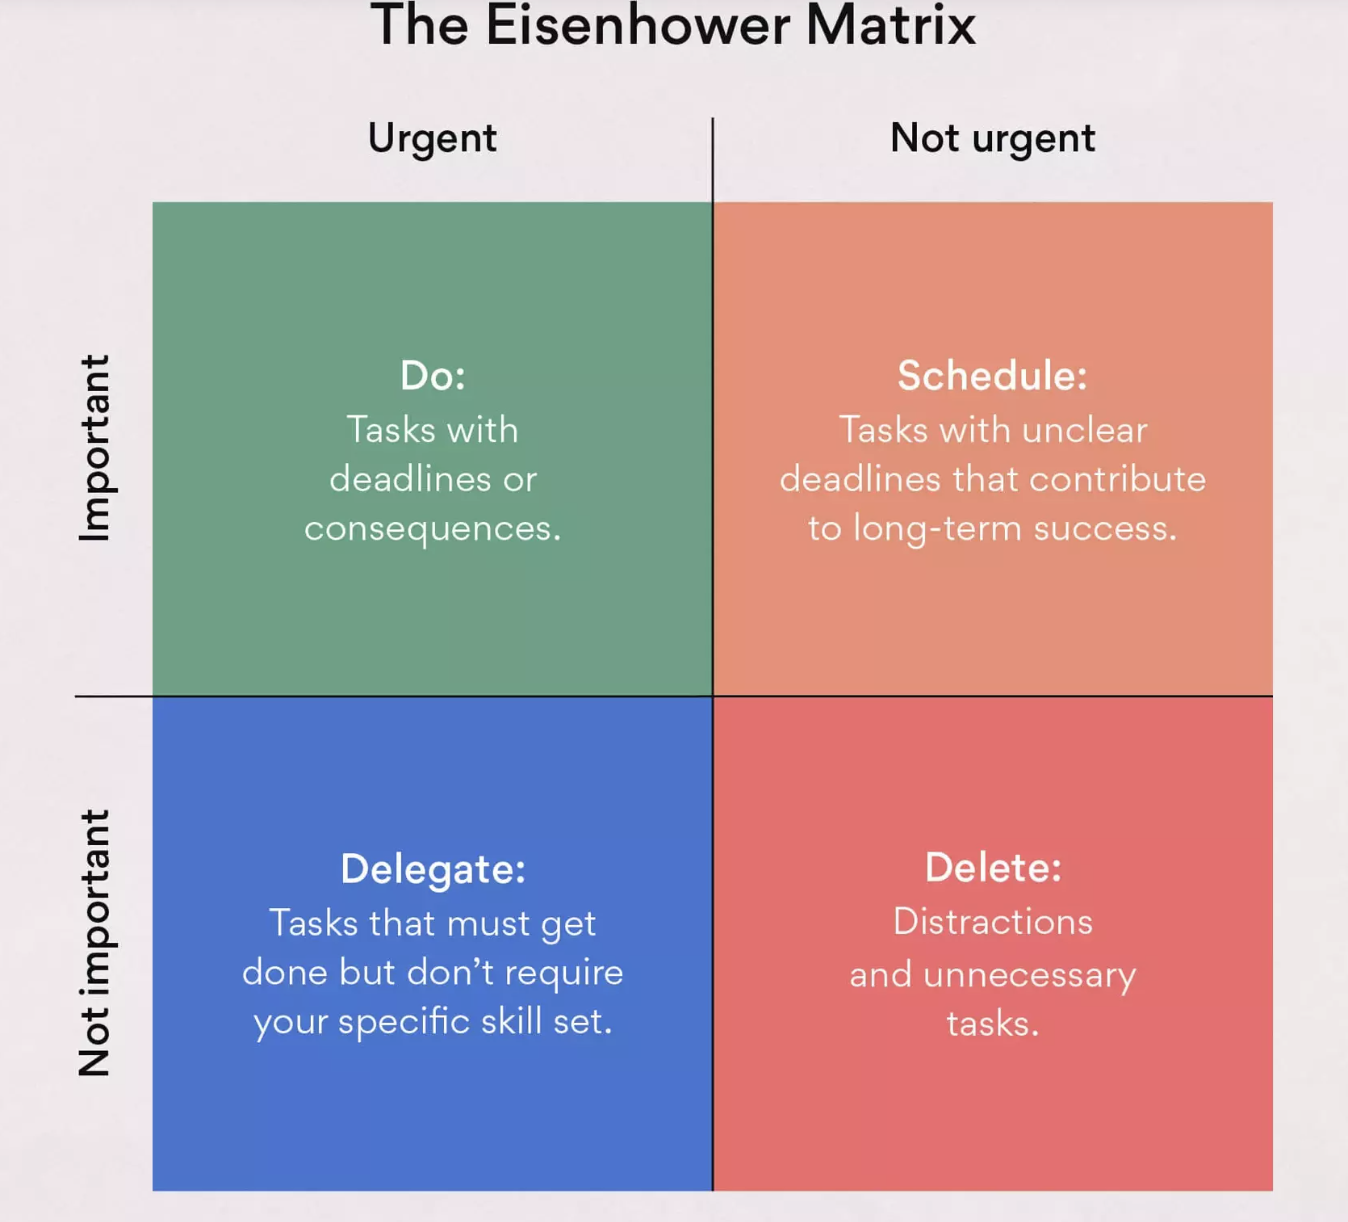 The Eisenhower Matrix
Urgent
Not urgent
Important
Do:
Tasks with
deadlines or
consequences.
Schedule:
Tasks with unclear
deadlines that contribute
to long-term success.
Not important
Delegate:
Tasks that must get
done but don’t require
your specific skill set.
Delete:
Distractions
and unnecessary
tasks.